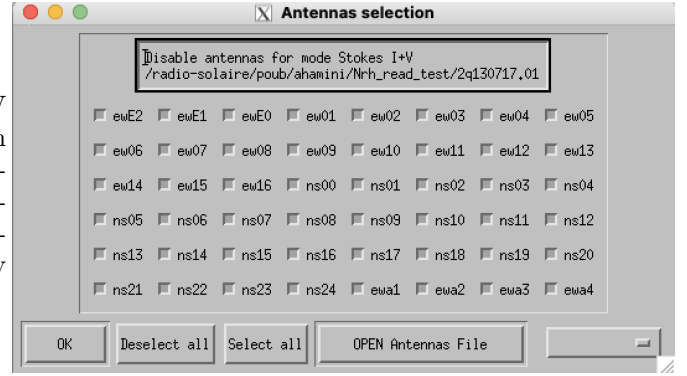 Antennas selection
Disable antennas for mode Stokes I+V
/radio-solaire/poub/ahamini/Nrh_read_test/2q130717.01
ewE2 ewE1 ewE0 ew01 ew02 ew03 ew04 ew05
ew06 ew07 ew08 ew09 ew10 ew11 ew12 ew13
ew14 ew15 ew16 ns00 ns01 ns02 ns03 ns04
ns05 ns06 ns07 ns08 ns09 ns10 ns11 ns12
ns13 ns14 ns15 ns16 ns17 ns18 ns19 ns20
ns21 ns22 ns23 ns24 ewa1 ewa2 ewa3 ewa4
OK Deselect all Select all OPEN Antennas File